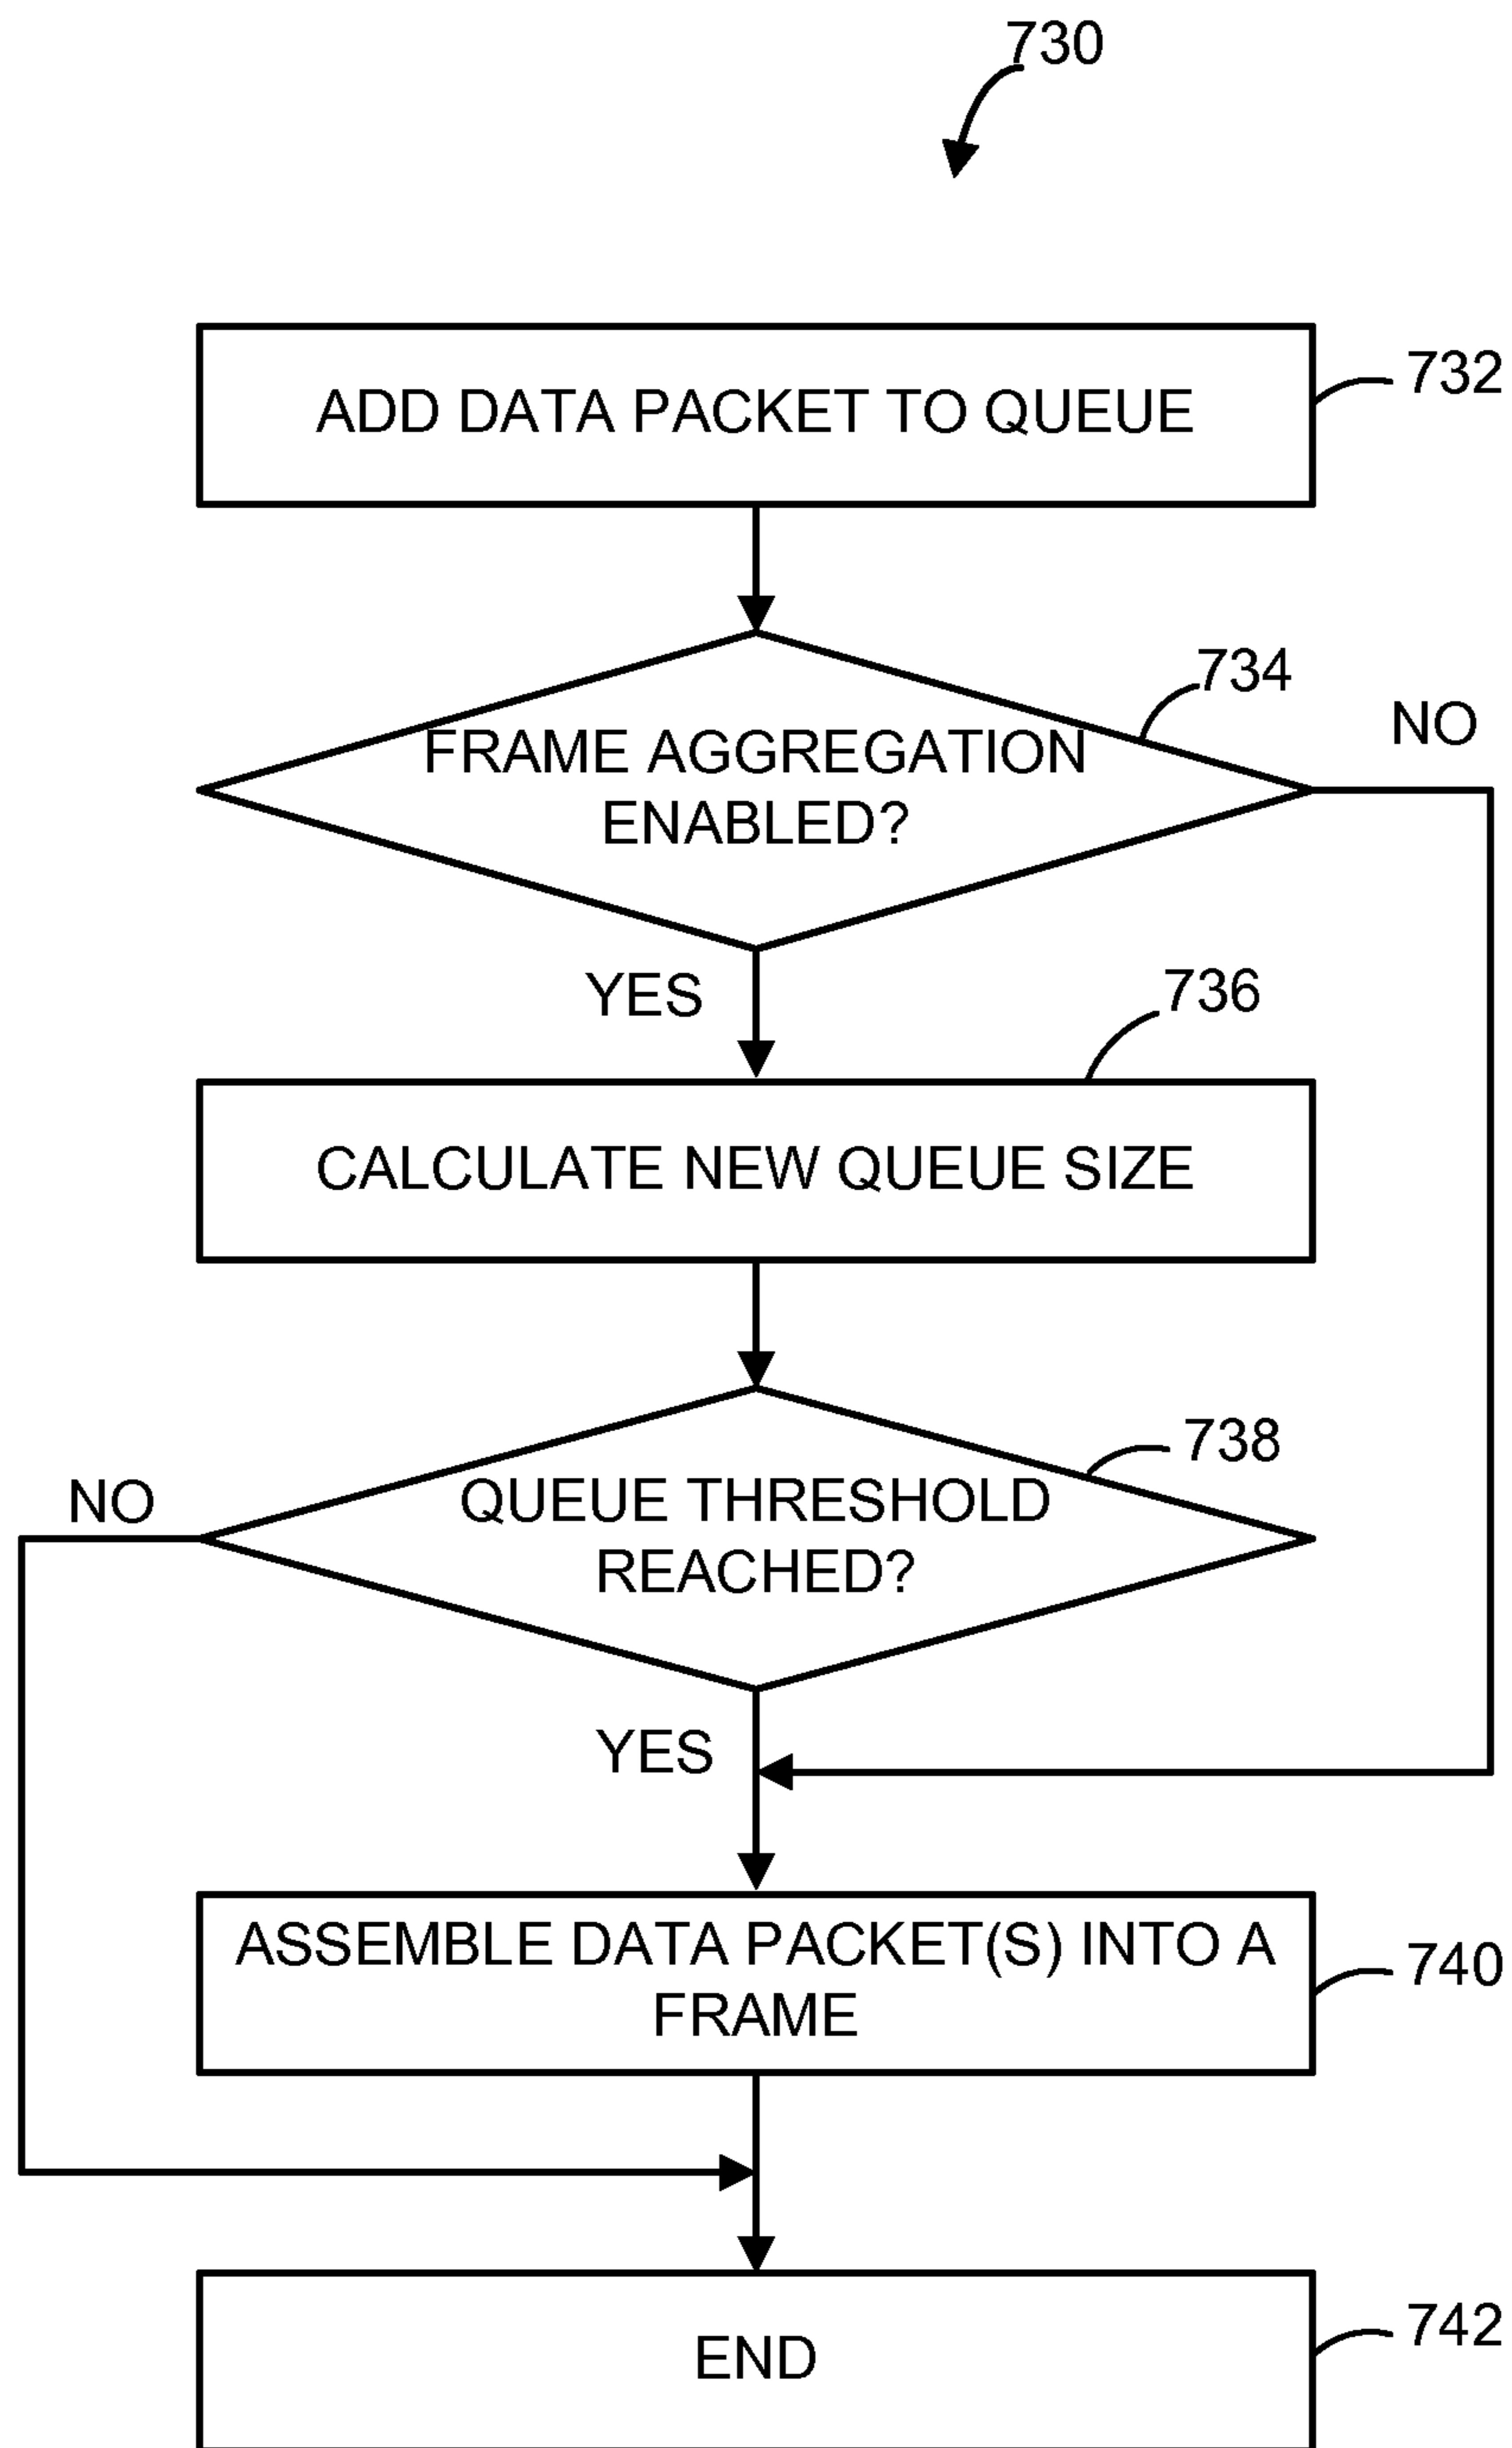 730
ADD DATA PACKET TO QUEUE
732
734
NO
FRAME AGGREGATION
ENABLED?
YES
736
CALCULATE NEW QUEUE SIZE
738
NO
QUEUE THRESHOLD
REACHED?
YES
ASSEMBLE DATA PACKET(S) INTO A
FRAME
740
END
742